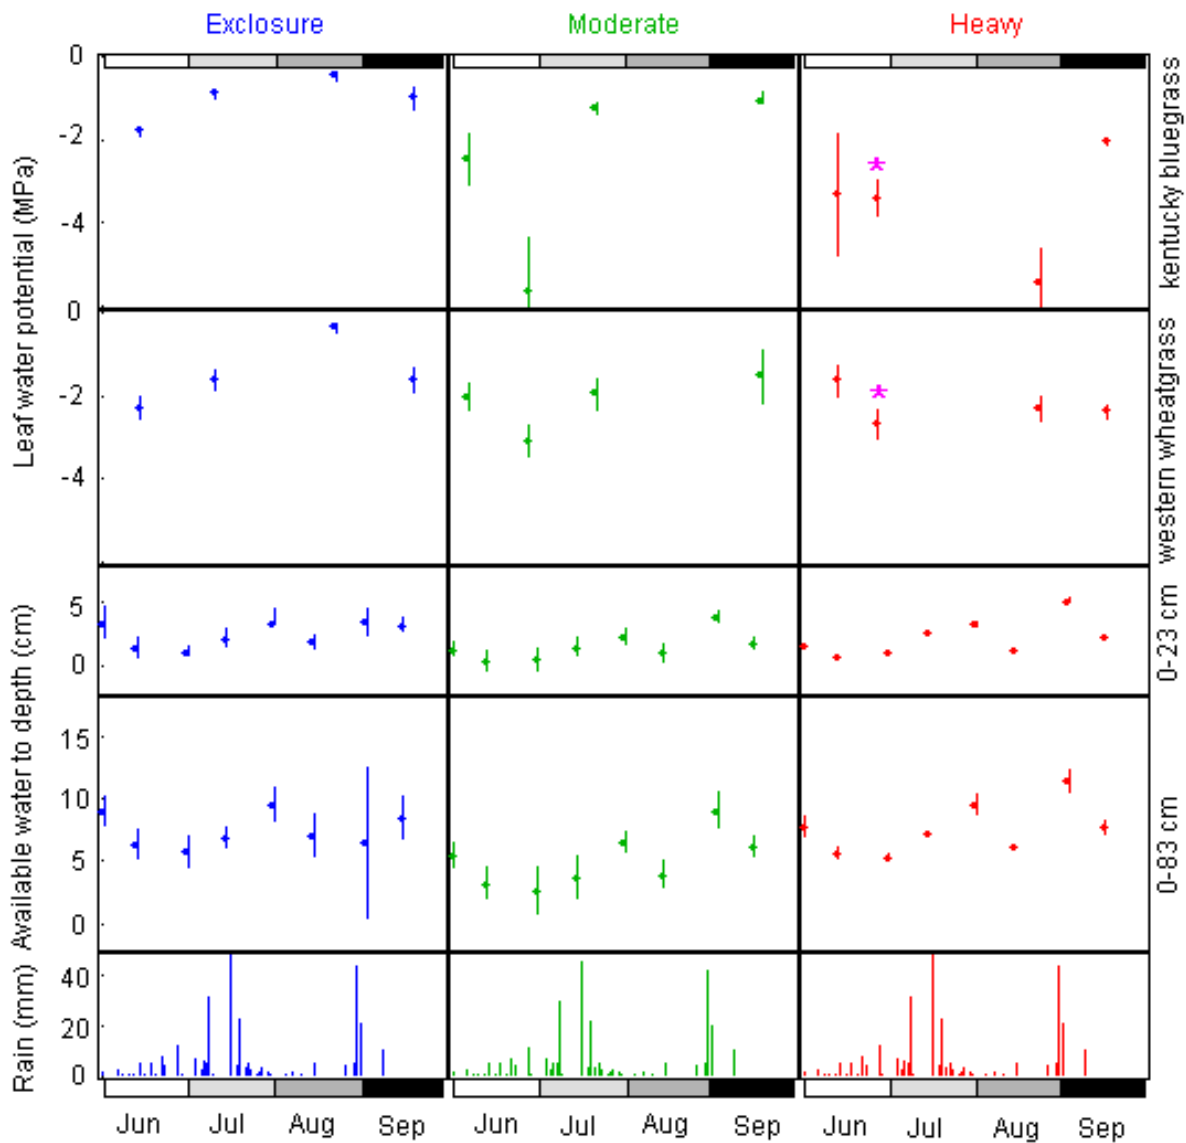 Exclosure Moderate Heavy
0
-2
-4
0
-2
-4
Leaf water potential (MPa)
kentucky bluegrass
western wheatgrass
* 
*
5
0
15
10
5
0
Available water to depth (cm)
0-23 cm
0-83 cm
40
20
0
Rain (mm)
Jun Jul Aug Sep Jun Jul Aug Sep Jun Jul Aug Sep